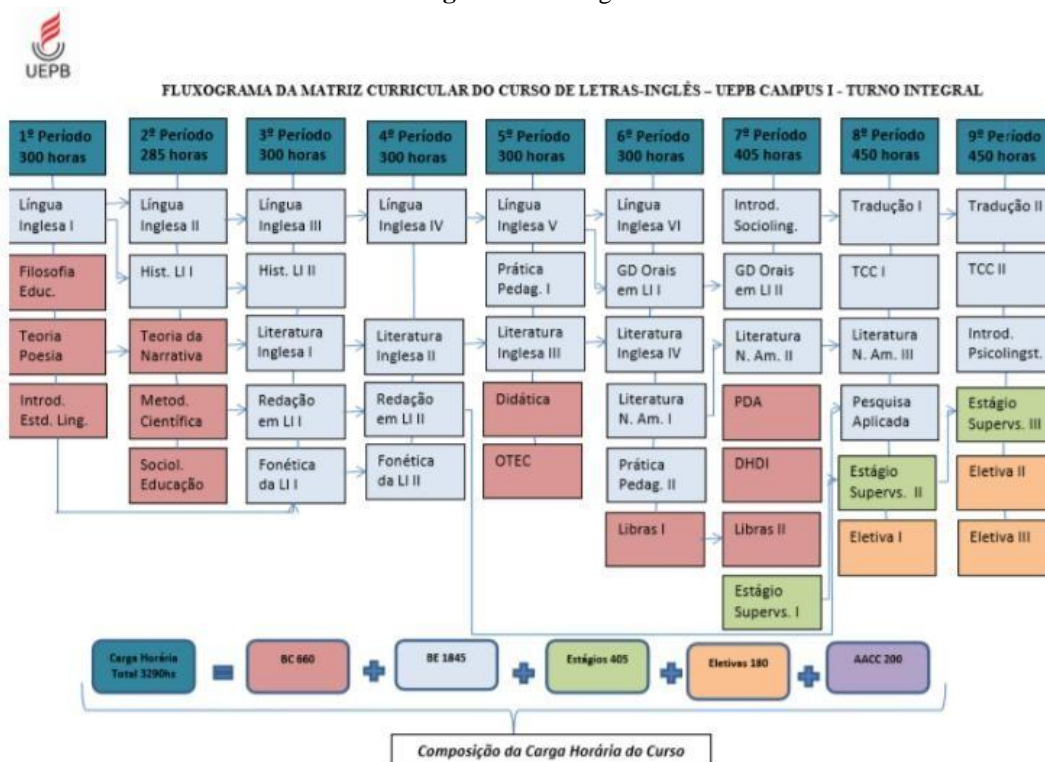 UEPB
FLUXOGRAMA DA MATRIZ CURRICULAR DO CURSO DE LETRAS-INGLÊS – UEPB CAMPUS I - TURNO INTEGRAL
1º Período
300 horas
2º Período
285 horas
3º Período
300 horas
4º Período
300 horas
5º Período
300 horas
6º Período
300 horas
7º Período
405 horas
8º Período
450 horas
9º Período
450 horas
Língua
Inglesa I
Língua
Inglesa II
Língua
Inglesa III
Língua
Inglesa IV
Língua
Inglesa V
Língua
Inglesa VI
Introd.
Socioling.
Tradução I
Tradução II
Filosofia
Educ.
Hist. LI I
Hist. LI II
Prática
Pedag. I
GD Orais
em LI I
GD Orais
em LI II
TCC I
TCC II
Teoria
Poesia
Teoria da
Narrativa
Literatura
Inglesa I
Literatura
Inglesa II
Literatura
Inglesa III
Literatura
Inglesa IV
Literatura
N. Am. II
Literatura
N. Am. III
Introd.
Psicolingst.
Introd.
Estd. Ling.
Metod.
Científica
Redação
em LI I
Redação
em LI II
Didática
Literatura
N. Am. I
PDA
Pesquisa
Aplicada
Estágio
Supervs. III
Sociol.
Educação
Fonética
da LI I
Fonética
da LI II
OTEC
Prática
Pedag. II
DHDI
Estágio
Supervs. II
Eletiva II
Libras I
Libras II
Eletiva I
Eletiva III
Estágio
Supervs. I
Carga Horária
Total 3290hs
BC 660
BE 1845
Estágios 405
Eletivas 180
AACC 200
Composição da Carga Horária do Curso